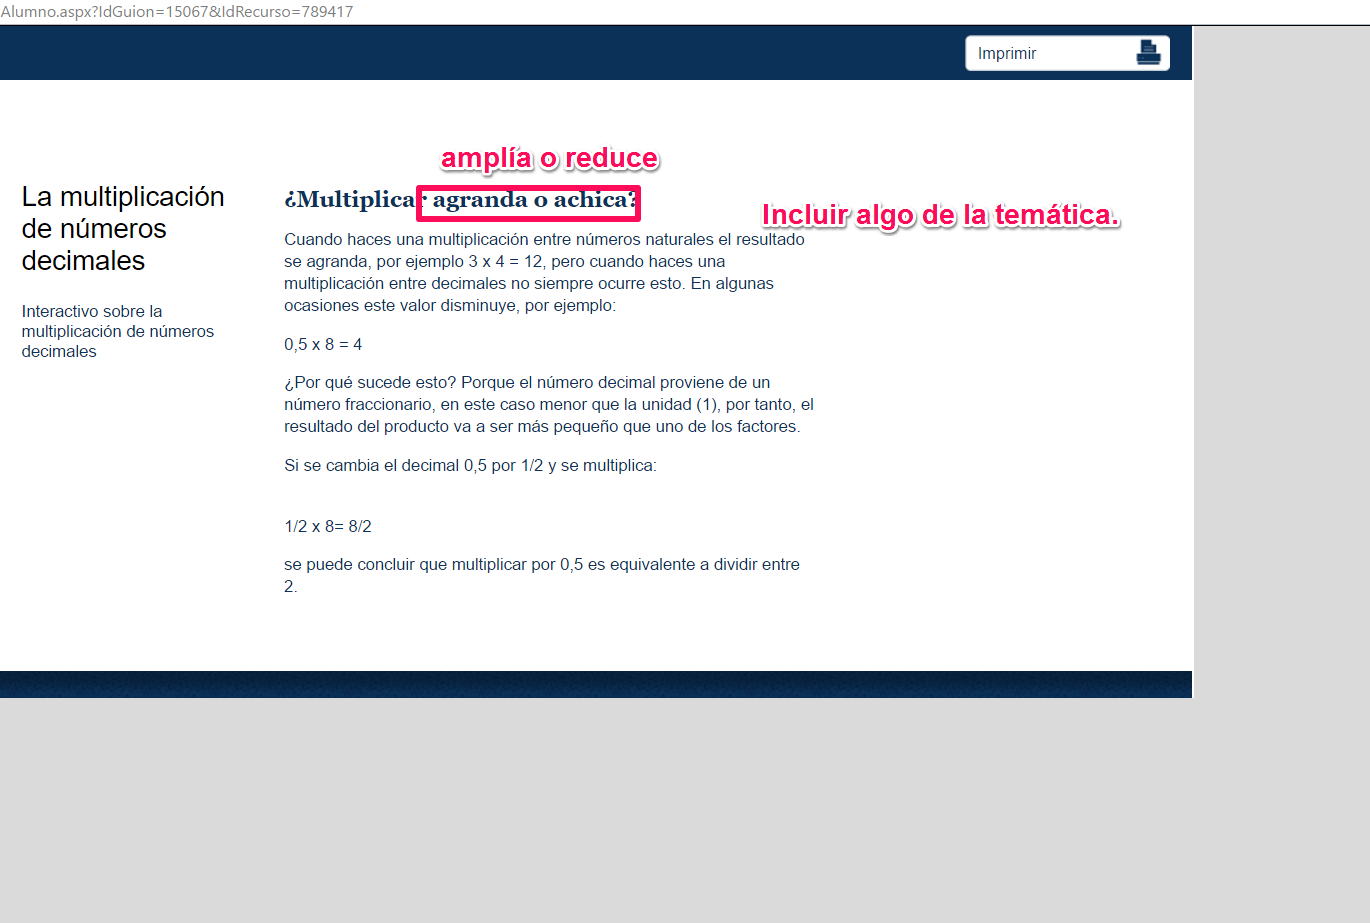 Alumno.aspx?IdGuion=15067&IdRecurso=789417
Imprimir
amplía o reduce
La multiplicación
de números
decimales
Interactivo sobre la
multiplicación de números
decimales
¿Multiplicar agranda o achica?
Incluir algo de la temática.
Cuando haces una multiplicación entre números naturales el resultado
se agranda, por ejemplo 3 x 4 = 12, pero cuando haces una
multiplicación entre decimales no siempre ocurre esto. En algunas
ocasiones este valor disminuye, por ejemplo:
0,5 x 8 = 4
¿Por qué sucede esto? Porque el número decimal proviene de un
número fraccionario, en este caso menor que la unidad (1), por tanto, el
resultado del producto va a ser más pequeño que uno de los factores.
Si se cambia el decimal 0,5 por 1/2 y se multiplica:
1/2 x 8= 8/2
se puede concluir que multiplicar por 0,5 es equivalente a dividir entre
2.